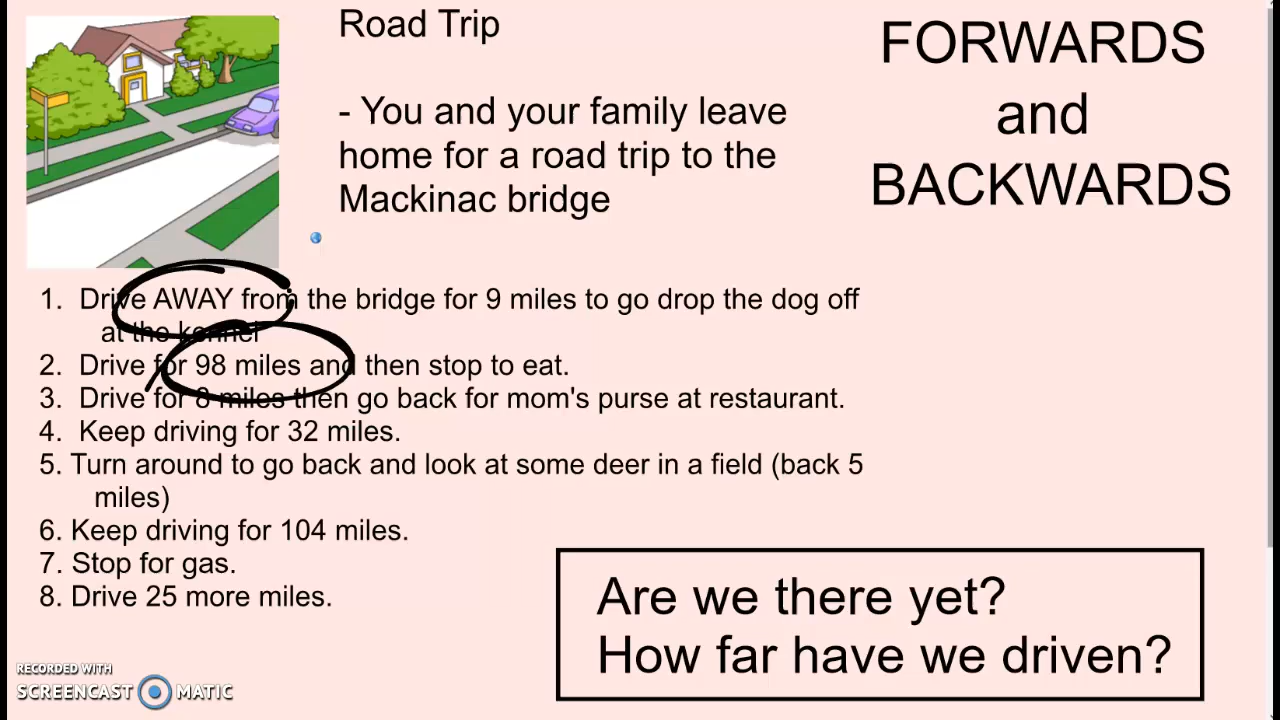 Road Trip
FORWARDS
and
BACKWARDS
- You and your family leave
home for a road trip to the
Mackinac bridge
1. Drive AWAY from the bridge for 9 miles to go drop the dog off
at the kennel
2. Drive for 98 miles and then stop to eat.
3. Drive for 8 miles then go back for mom's purse at restaurant.
4. Keep driving for 32 miles.
5. Turn around to go back and look at some deer in a field (back 5
miles)
6. Keep driving for 104 miles.
7. Stop for gas.
8. Drive 25 more miles.
Are we there yet?
How far have we driven?
RECORDED WITH
SCREENCAST MATIC